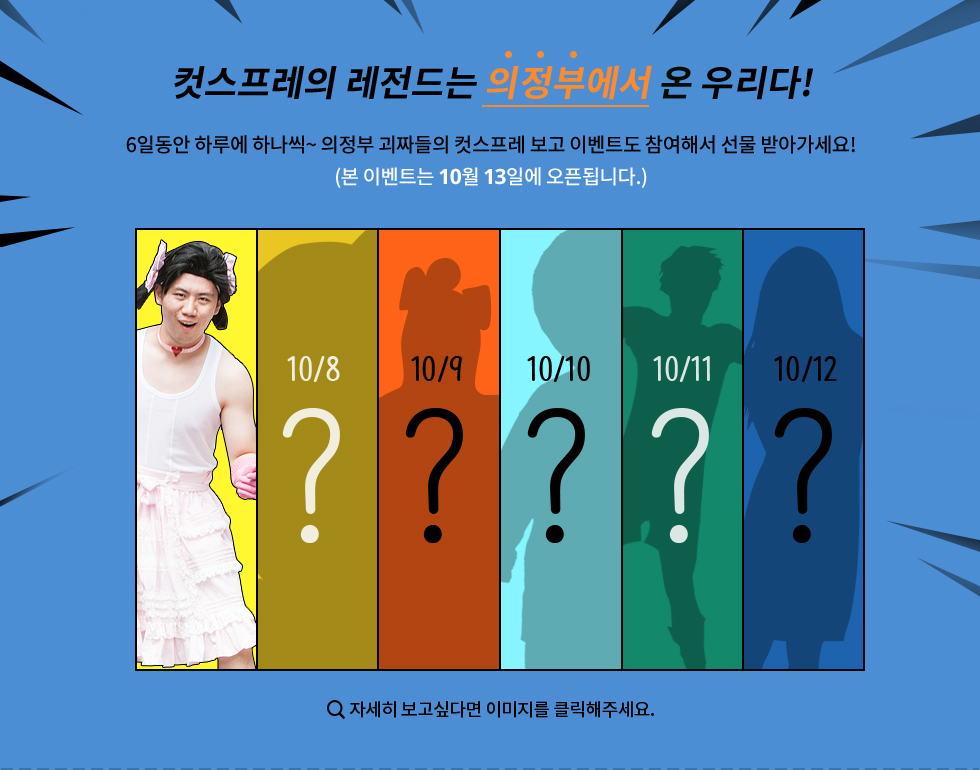 컷스프레의 레전드는 의정부에서 온 우리다!
6일동안 하루에 하나씩~ 의정부 괴짜들의 컷스프레 보고 이벤트도 참여해서 선물 받아가세요!
(본 이벤트는 10월 13일에 오픈됩니다.)
10/8 10/9 10/10 10/11 10/12
? ? ? ? ?
자세히 보고싶다면 이미지를 클릭해주세요.